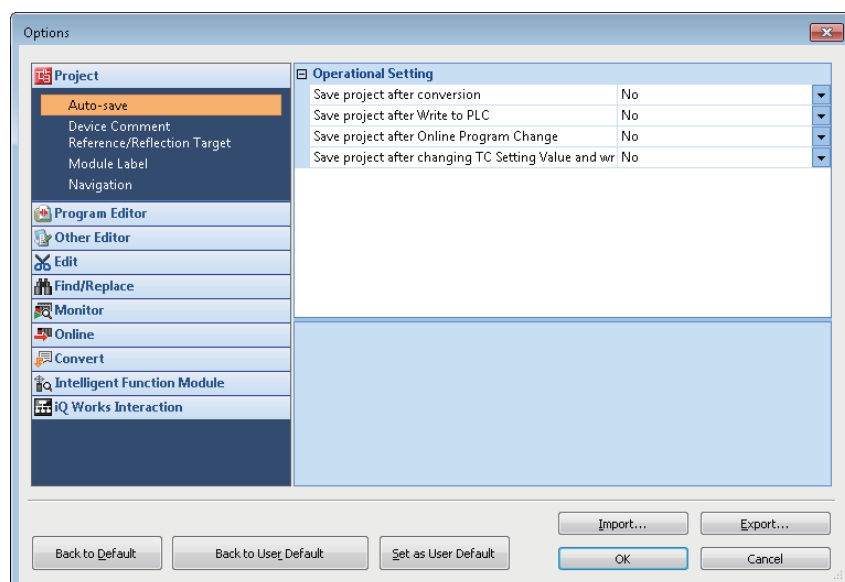 Options
Project
Auto-save
Device Comment
Reference/Reflection Target
Module Label
Navigation
Program Editor
Other Editor
Edit
Find/Replace
Monitor
Online
Convert
Intelligent Function Module
iQ Works Interaction
Operational Setting
Save project after conversion No
Save project after Write to PLC No
Save project after Online Program Change No
Save project after changing TC Setting Value and wr No
Import...
Export...
Back to Default
Back to User Default
Set as User Default
OK
Cancel